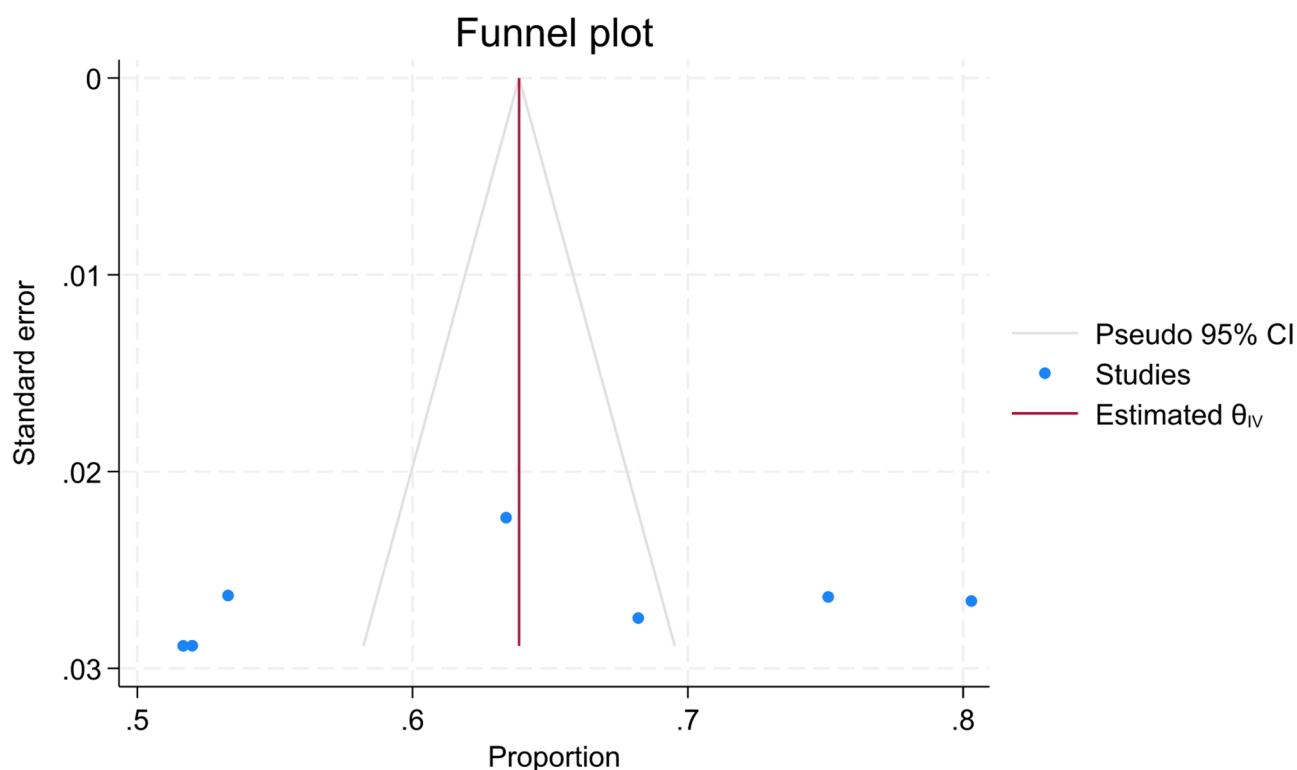 Funnel plot
Standard error
0
.01
.02
.03
.5 .6 .7 .8
Proportion
Pseudo 95% CI
Studies
Estimated θIV